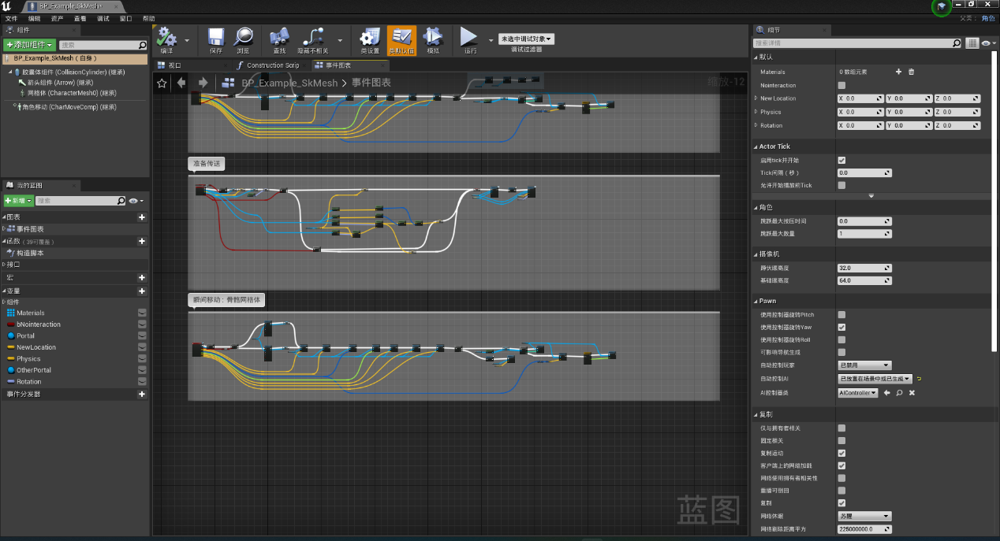 BP_Example_SkMesh*
文件 编辑 资产 查看 调试 窗口 帮助
父类： 角色
组件
+添加组件 搜索
BP_Example_SkMesh（自身）
胶囊体组件 (CollisionCylinder) (继承)
箭头组件 (Arrow) (继承)
网格体 (CharacterMesh0) (继承)
角色移动 (CharMoveComp) (继承)
我的蓝图
+新增 搜索
图表
事件图表
函数 (39可覆盖)
构造脚本
接口
宏
变量
组件
Materials
bNointeraction
Portal
NewLocation
Physics
OtherPortal
Rotation
事件分发器
编译 保存 浏览 查找 隐藏不相关 类设置 类默认值 模拟 运行
未选中调试对象
调试过滤器
视口 Construction Scrip 事件图表
BP_Example_SkMesh > 事件图表
缩放-12
准备传送
瞬间移动：骨骼网格体
蓝图
细节
搜索详情
默认
Materials 0 数组元素
Nointeraction
New Location X 0.0 Y 0.0 Z 0.0
Physics X 0.0 Y 0.0 Z 0.0
Rotation X 0.0 Y 0.0 Z 0.0
Actor Tick
启用tick并开始
Tick间隔（秒） 0.0
允许开始播放前Tick
角色
跳跃最大按压时间 0.0
跳跃最大数量 1
摄像机
蹲伏眼高度 32.0
基础眼高度 64.0
Pawn
使用控制器旋转Pitch
使用控制器旋转Yaw
使用控制器旋转Roll
可影响导航生成
自动控制玩家 已禁用
自动控制AI 已放置在场景中或已生成
AI控制器类 AIController
复制
仅与拥有者相关
固定相关
复制运动
客户端上的网络加载
网络使用拥有者相关性
重播可倒回
复制
网络休眠 苏醒
网络剔除距离平方 225000000.0